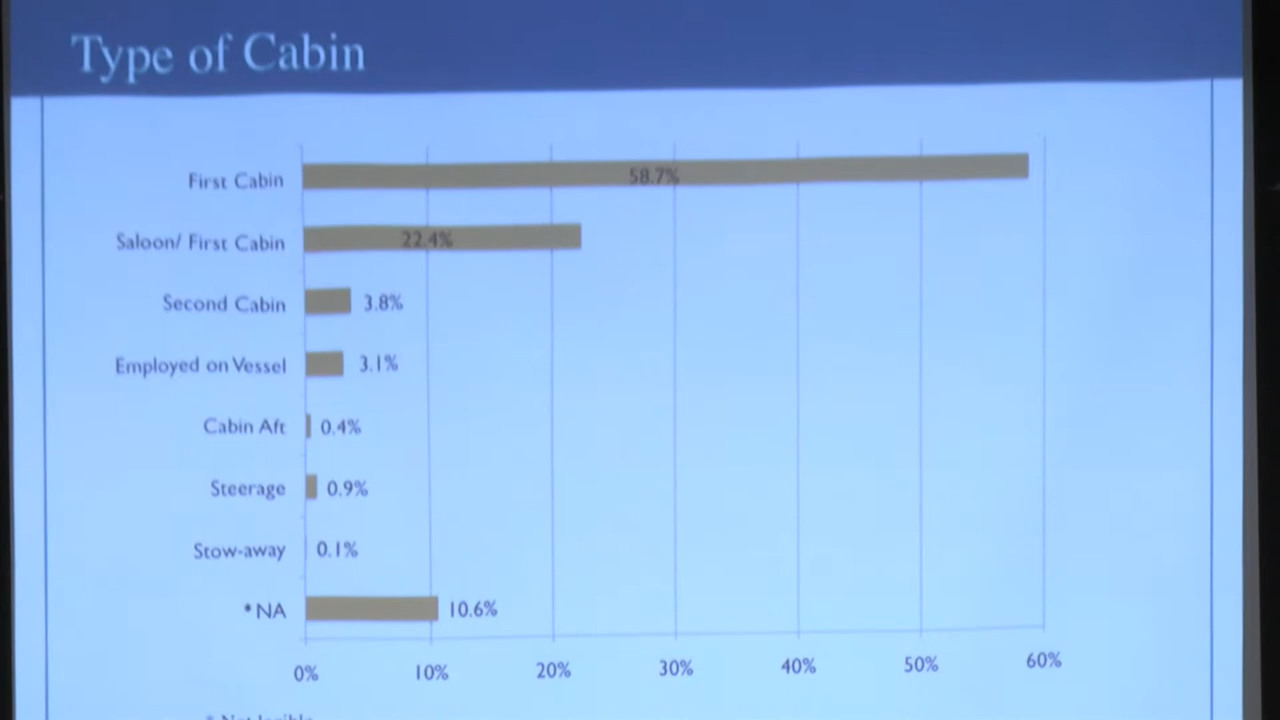 Type of Cabin
First Cabin 58.7%
Saloon/ First Cabin 22.4%
Second Cabin 3.8%
Employed on Vessel 3.1%
Cabin Aft 0.4%
Steerage 0.9%
Stow-away 0.1%
* NA 10.6%
0% 10% 20% 30% 40% 50% 60%